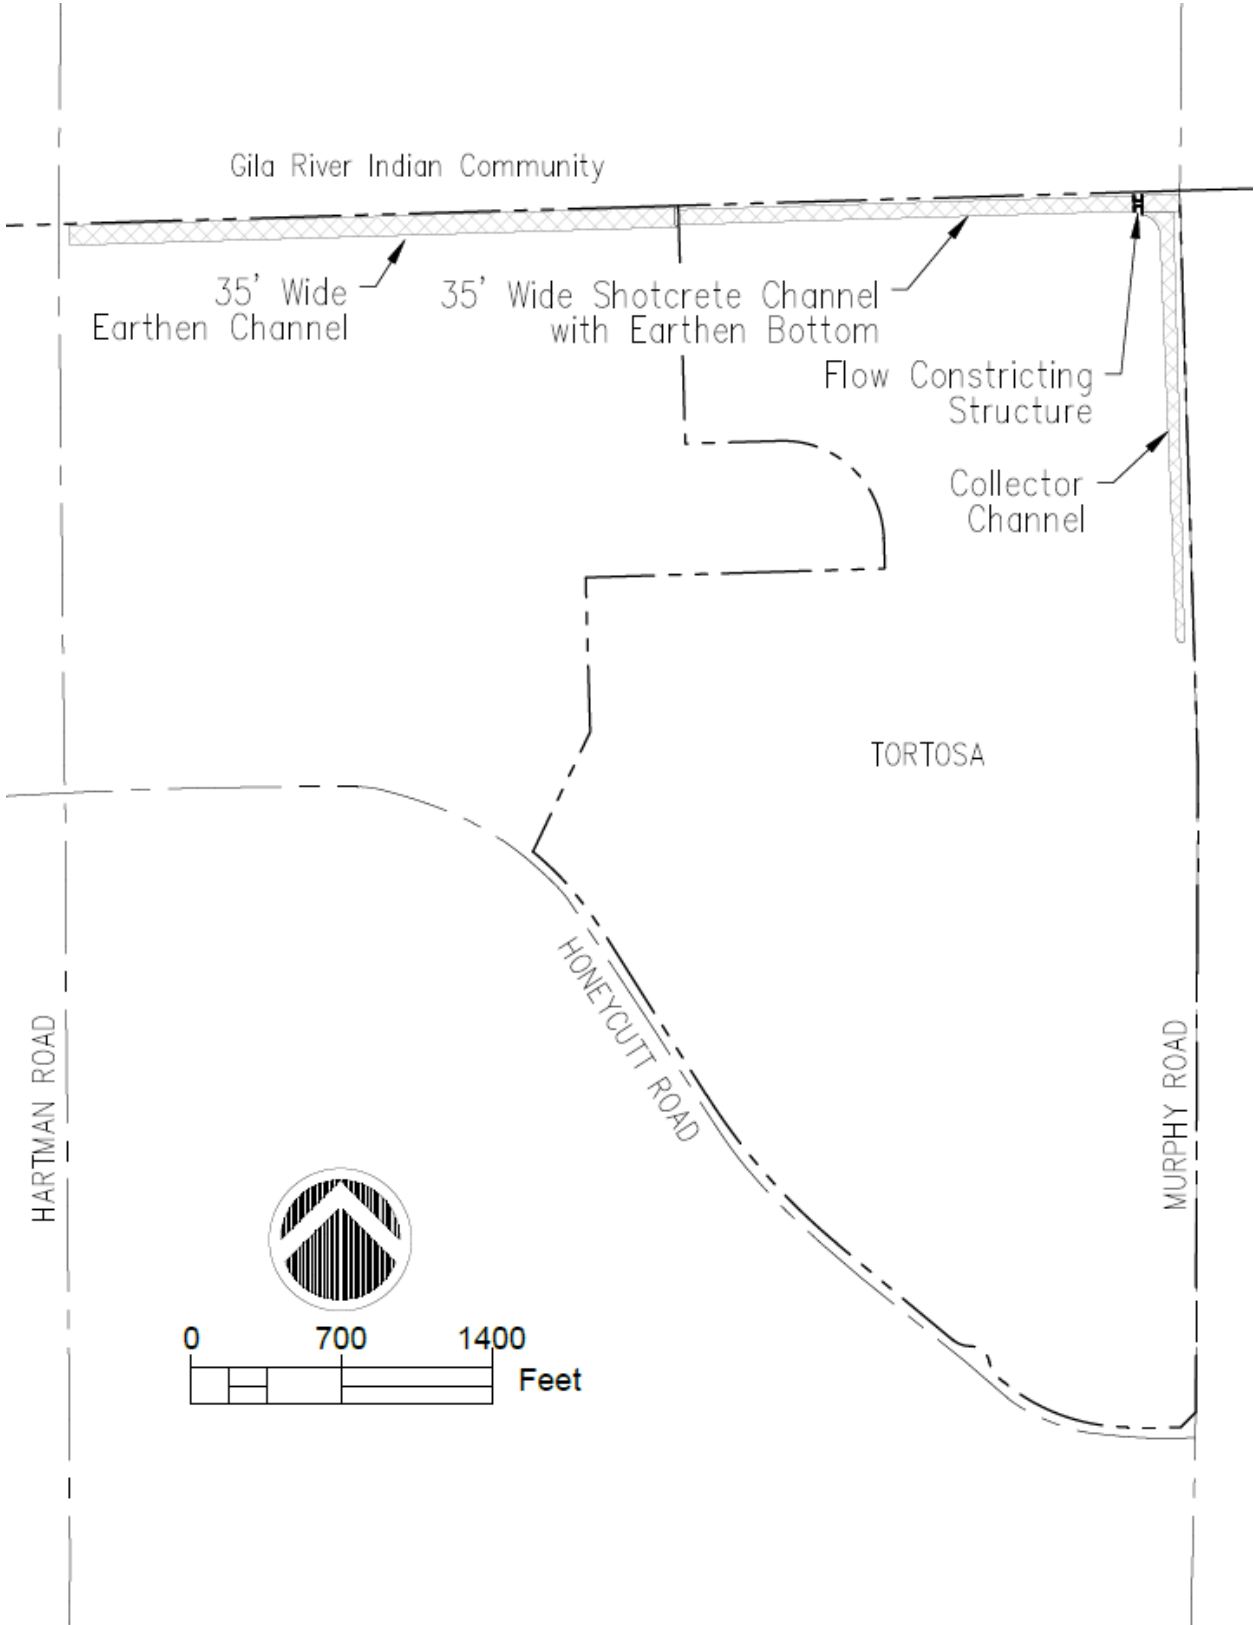 Gila River Indian Community
35' Wide
Earthen Channel
35' Wide Shotcrete Channel
with Earthen Bottom
Flow Constricting
Structure
Collector
Channel
TORTOSA
HONEYCUTT ROAD
HARTMAN ROAD
MURPHY ROAD
0 700 1400
Feet